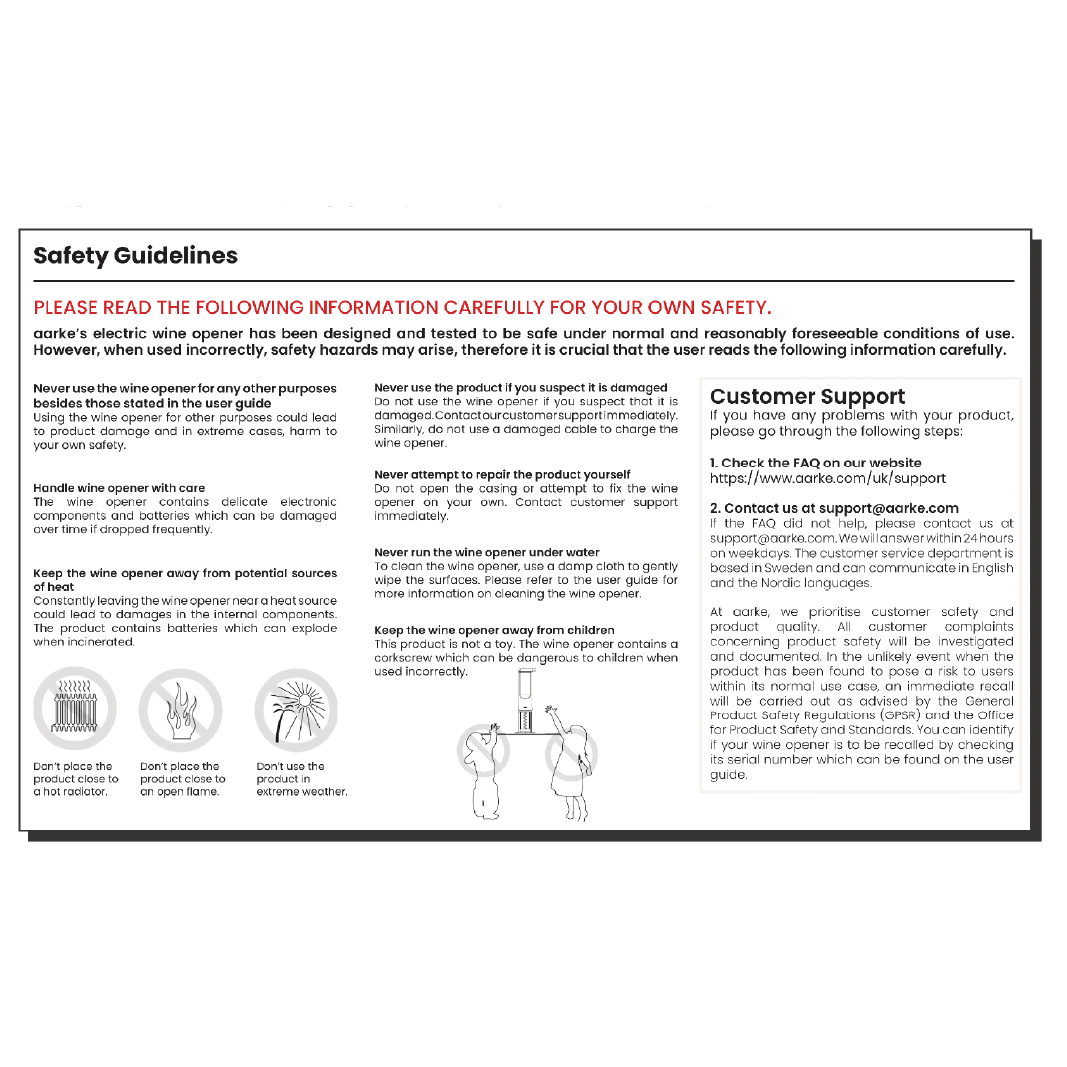 Safety Guidelines
PLEASE READ THE FOLLOWING INFORMATION CAREFULLY FOR YOUR OWN SAFETY.
aarke's electric wine opener has been designed and tested to be safe under normal and reasonably foreseeable conditions of use.
However, when used incorrectly, safety hazards may arise, therefore it is crucial that the user reads the following information carefully.
Never use the wine opener for any other purposes
besides those stated in the user guide
Using the wine opener for other purposes could lead
to product damage and in extreme cases, harm to
your own safety.
Handle wine opener with care
The wine opener contains delicate electronic
components and batteries which can be damaged
over time if dropped frequently.
Keep the wine opener away from potential sources
of heat
Constantly leaving the wine opener near a heat source
could lead to damages in the internal components.
The product contains batteries which can explode
when incinerated.
Don't place the
product close to
a hot radiator.
Don't place the
product close to
an open flame.
Don't use the
product in
extreme weather.
Never use the product if you suspect it is damaged
Do not use the wine opener if you suspect that it is
damaged. Contact our customer support immediately.
Similarly, do not use a damaged cable to charge the
wine opener.
Never attempt to repair the product yourself
Do not open the casing or attempt to fix the wine
opener on your own. Contact customer support
immediately.
Never run the wine opener under water
To clean the wine opener, use a damp cloth to gently
wipe the surfaces. Please refer to the user guide for
more information on cleaning the wine opener.
Keep the wine opener away from children
This product is not a toy. The wine opener contains a
corkscrew which can be dangerous to children when
used incorrectly.
Customer Support
If you have any problems with your product,
please go through the following steps:
1. Check the FAQ on our website
https://www.aarke.com/uk/support
2. Contact us at support@aarke.com
If the FAQ did not help, please contact us at
support@aarke.com. We will answer within 24 hours
on weekdays. The customer service department is
based in Sweden and can communicate in English
and the Nordic languages.
At aarke, we prioritise customer safety and
product quality. All customer complaints
concerning product safety will be investigated
and documented. In the unlikely event when the
product has been found to pose a risk to users
within its normal use case, an immediate recall
will be carried out as advised by the General
Product Safety Regulations (GPSR) and the Office
for Product Safety and Standards. You can identify
if your wine opener is to be recalled by checking
its serial number which can be found on the user
guide.